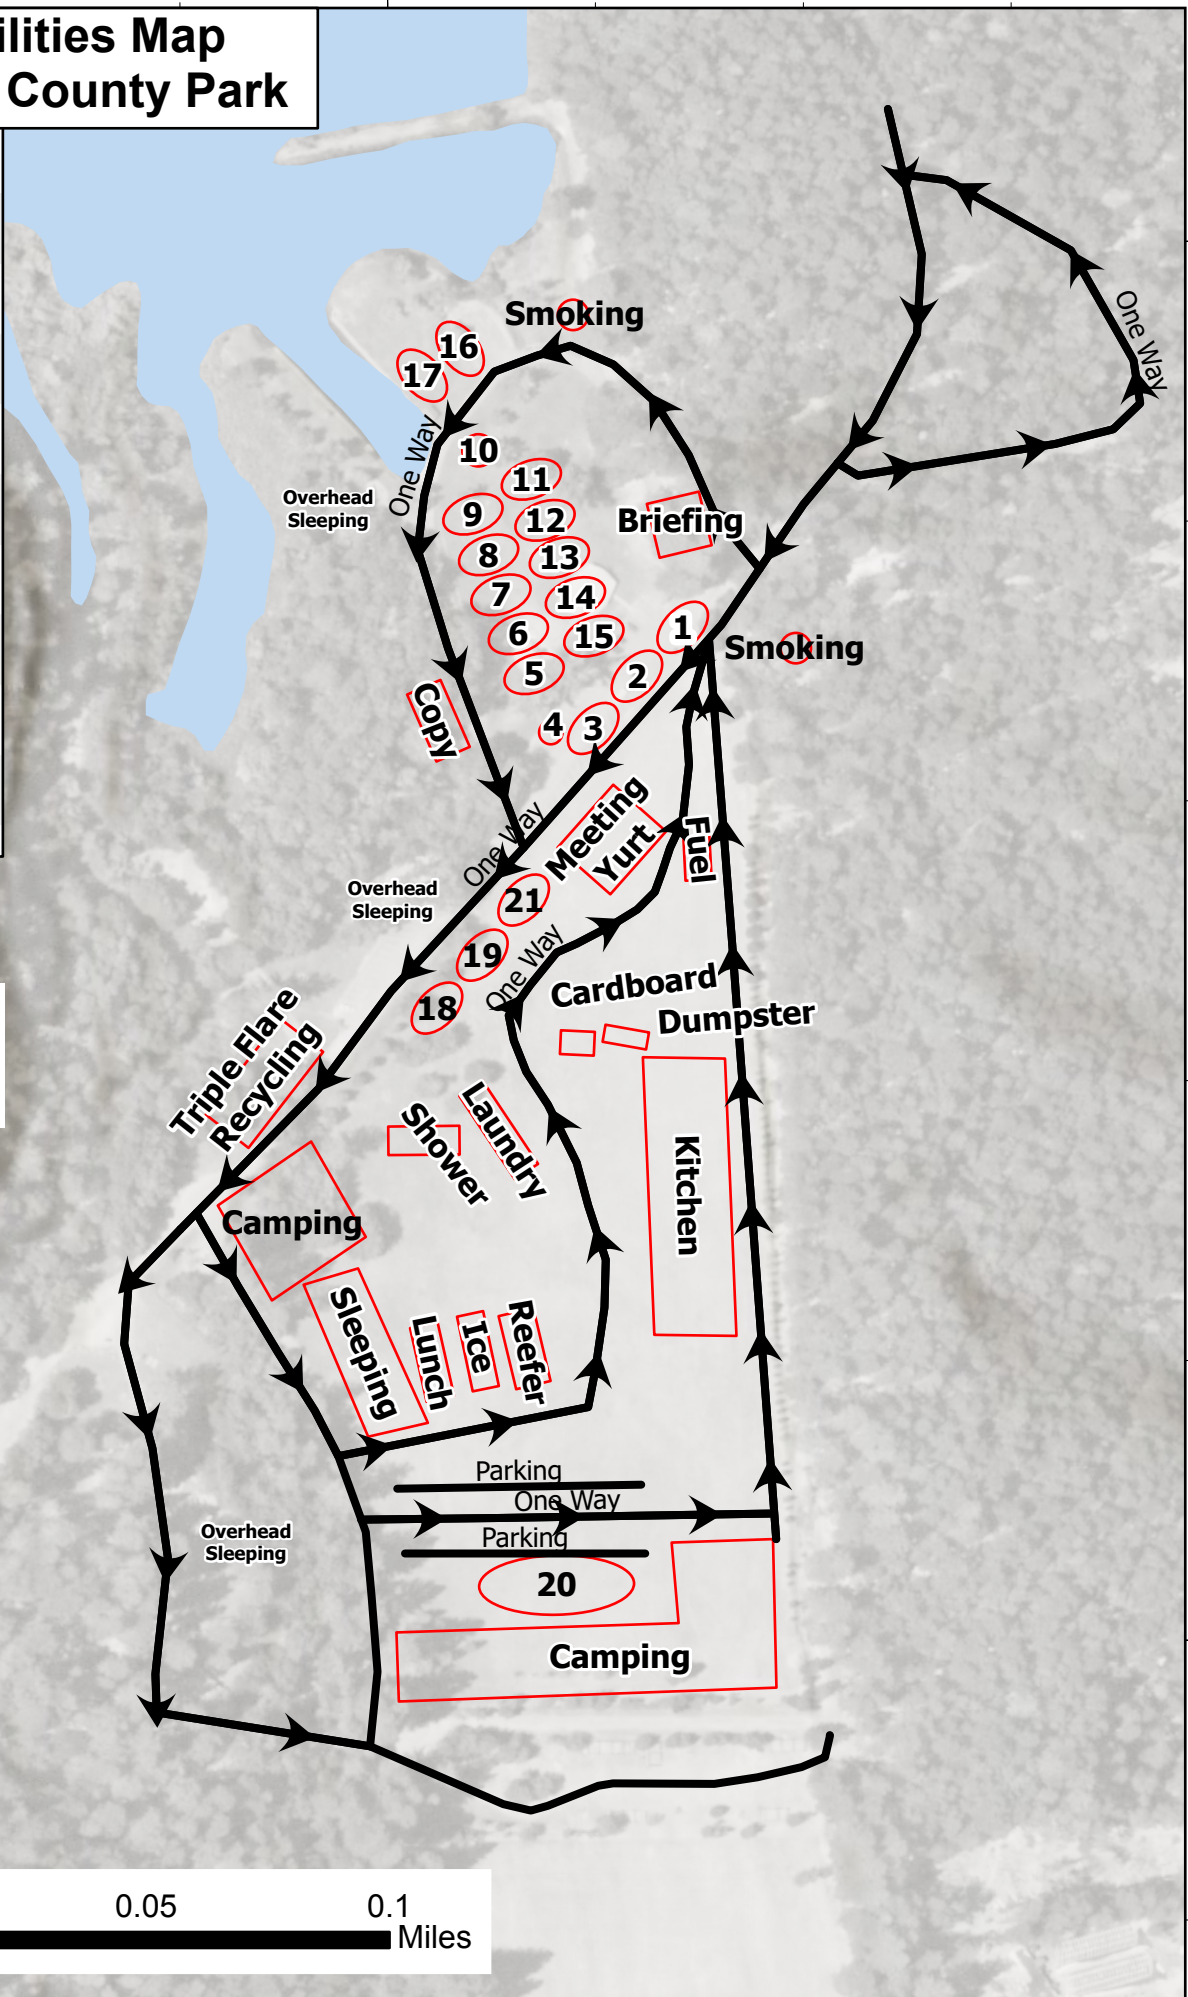 ilities Map
County Park
One Way
Smoking
16
17
10
One Way
11
Overhead
Sleeping
9
12
Briefing
8
13
7
14
6
15
1
Smoking
5
2
Copy
4
3
Meeting
Yurt
One Way
Fuel
Overhead
Sleeping
21
19
One Way
18
Cardboard
Dumpster
Triple Flare
Recycling
Shower
Laundry
Kitchen
Camping
Sleeping
Lunch
Ice
Reefer
Parking
One Way
Parking
Overhead
Sleeping
20
Camping
0.05
0.1
Miles